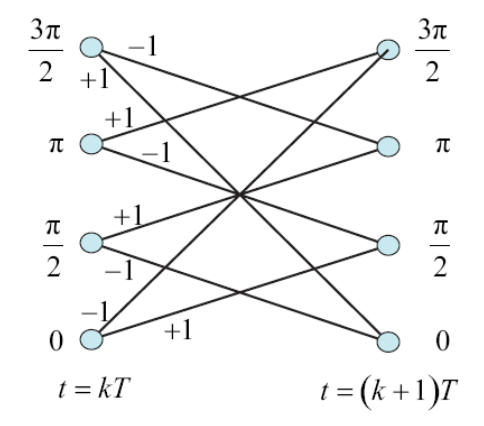 3π/2 −1 3π/2
+1
+1
π −1 π
π/2 +1 π/2
−1
−1
0 +1 0
t = kT t = (k + 1)T